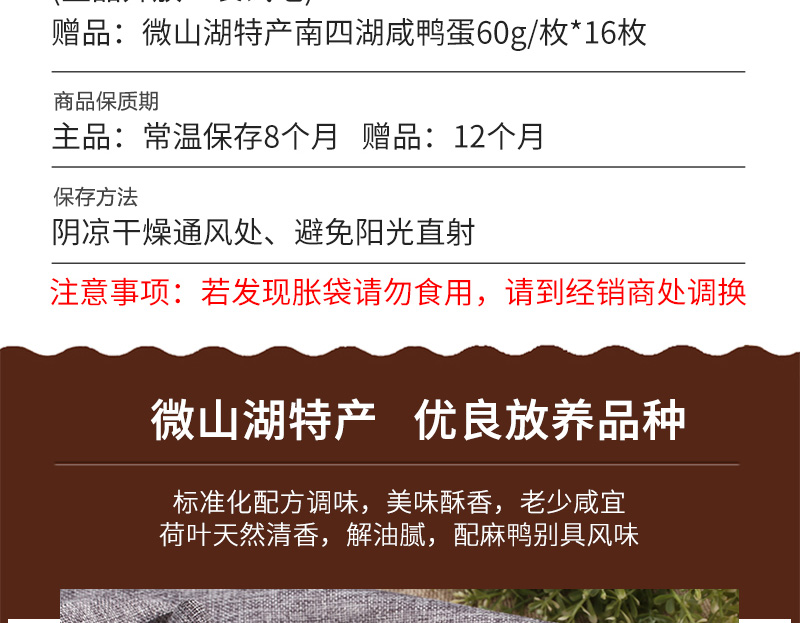 赠品：微山湖特产南四湖咸鸭蛋60g/枚*16枚
商品保质期
主品：常温保存8个月 赠品：12个月
保存方法
阴凉干燥通风处、避免阳光直射
注意事项：若发现胀袋请勿食用，请到经销商处调换
微山湖特产 优良放养品种
标准化配方调味，美味酥香，老少咸宜
荷叶天然清香，解油腻，配麻鸭别具风味